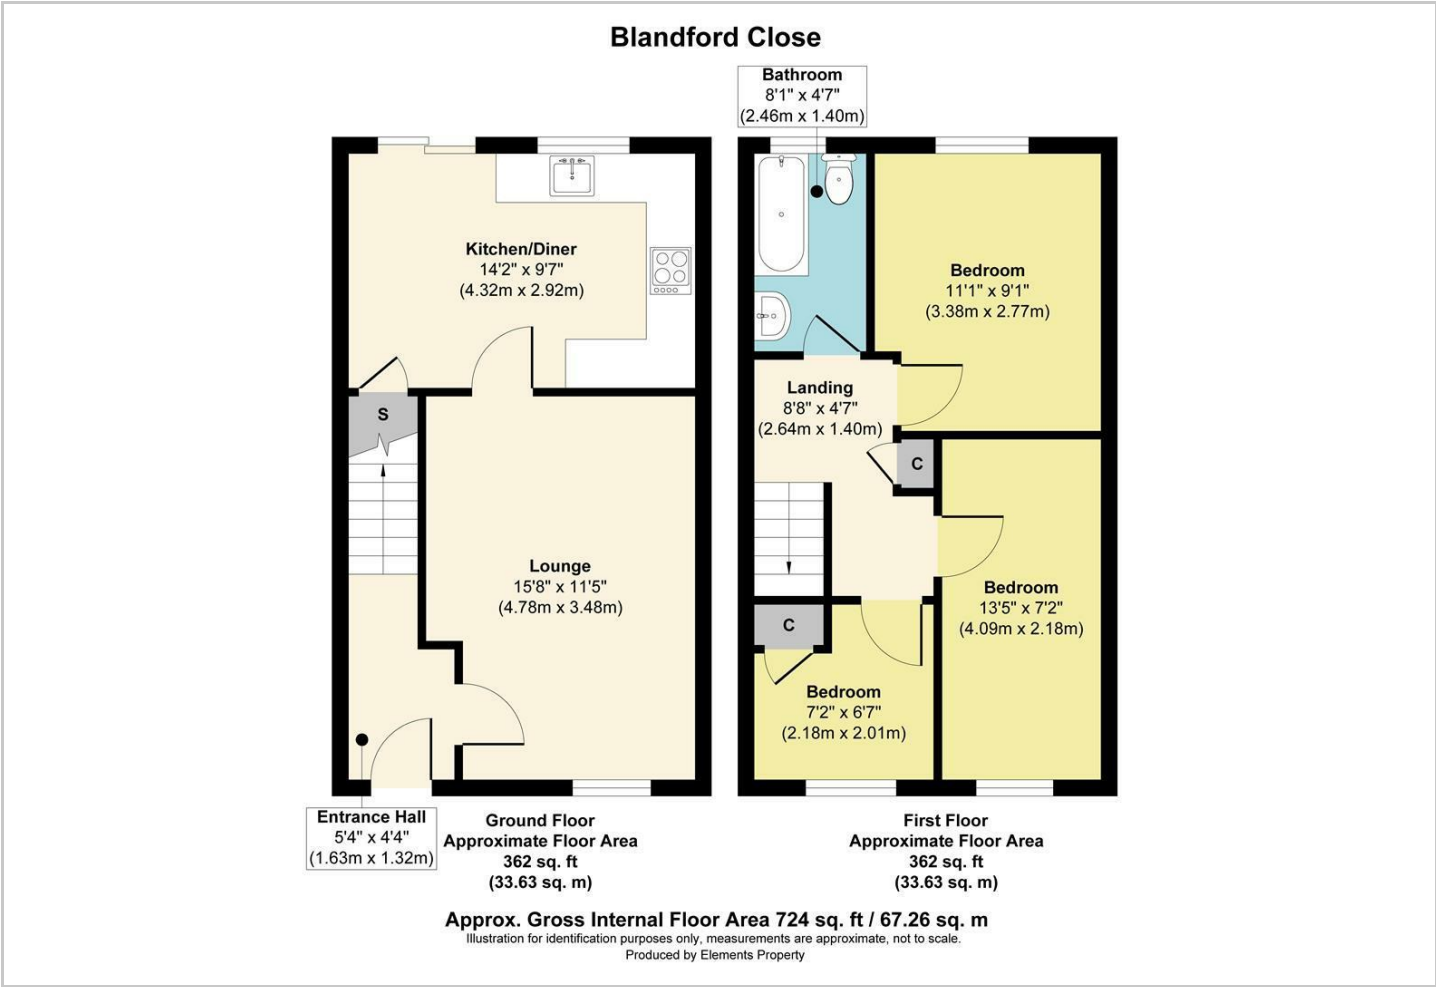 Blandford Close
Bathroom
8'1" x 4'7"
(2.46m x 1.40m)
Kitchen/Diner
14'2" x 9'7"
(4.32m x 2.92m)
S
Lounge
15'8" x 11'5"
(4.78m x 3.48m)
Entrance Hall
5'4" x 4'4"
(1.63m x 1.32m)
Ground Floor
Approximate Floor Area
362 sq. ft
(33.63 sq. m)
Bedroom
11'1" x 9'1"
(3.38m x 2.77m)
Landing
8'8" x 4'7"
(2.64m x 1.40m)
C
Bedroom
13'5" x 7'2"
(4.09m x 2.18m)
C
Bedroom
7'2" x 6'7"
(2.18m x 2.01m)
First Floor
Approximate Floor Area
362 sq. ft
(33.63 sq. m)
Approx. Gross Internal Floor Area 724 sq. ft / 67.26 sq. m
Illustration for identification purposes only, measurements are approximate, not to scale.
Produced by Elements Property